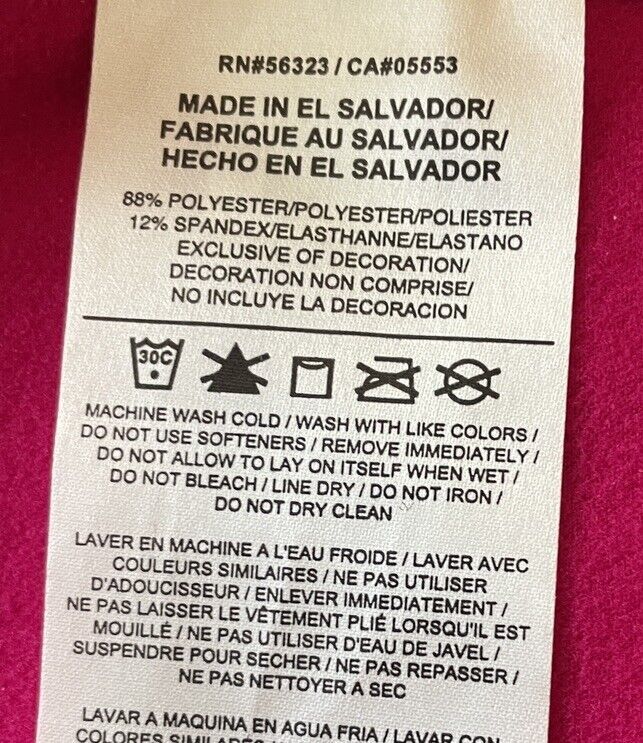 RN#56323 / CA#05553
MADE IN EL SALVADOR/
FABRIQUE AU SALVADOR/
HECHO EN EL SALVADOR
88% POLYESTER/POLYESTER/POLIESTER
12% SPANDEX/ELASTHANNE/ELASTANO
EXCLUSIVE OF DECORATION/
DECORATION NON COMPRISE/
NO INCLUYE LA DECORACION
30C
MACHINE WASH COLD / WASH WITH LIKE COLORS /
DO NOT USE SOFTENERS / REMOVE IMMEDIATELY /
DO NOT ALLOW TO LAY ON ITSELF WHEN WET /
DO NOT BLEACH / LINE DRY / DO NOT IRON /
DO NOT DRY CLEAN
LAVER EN MACHINE A L'EAU FROIDE / LAVER AVEC
COULEURS SIMILAIRES / NE PAS UTILISER
D'ADOUCISSEUR / ENLEVER IMMEDIATEMENT /
NE PAS LAISSER LE VÊTEMENT PLIÉ LORSQU'IL EST
MOUILLÉ / NE PAS UTILISER D'EAU DE JAVEL /
SUSPENDRE POUR SECHER / NE PAS REPASSER /
NE PAS NETTOYER A SEC
LAVAR A MAQUINA EN AGUA FRIA / LAVAR CON
COLORES SIMILARES